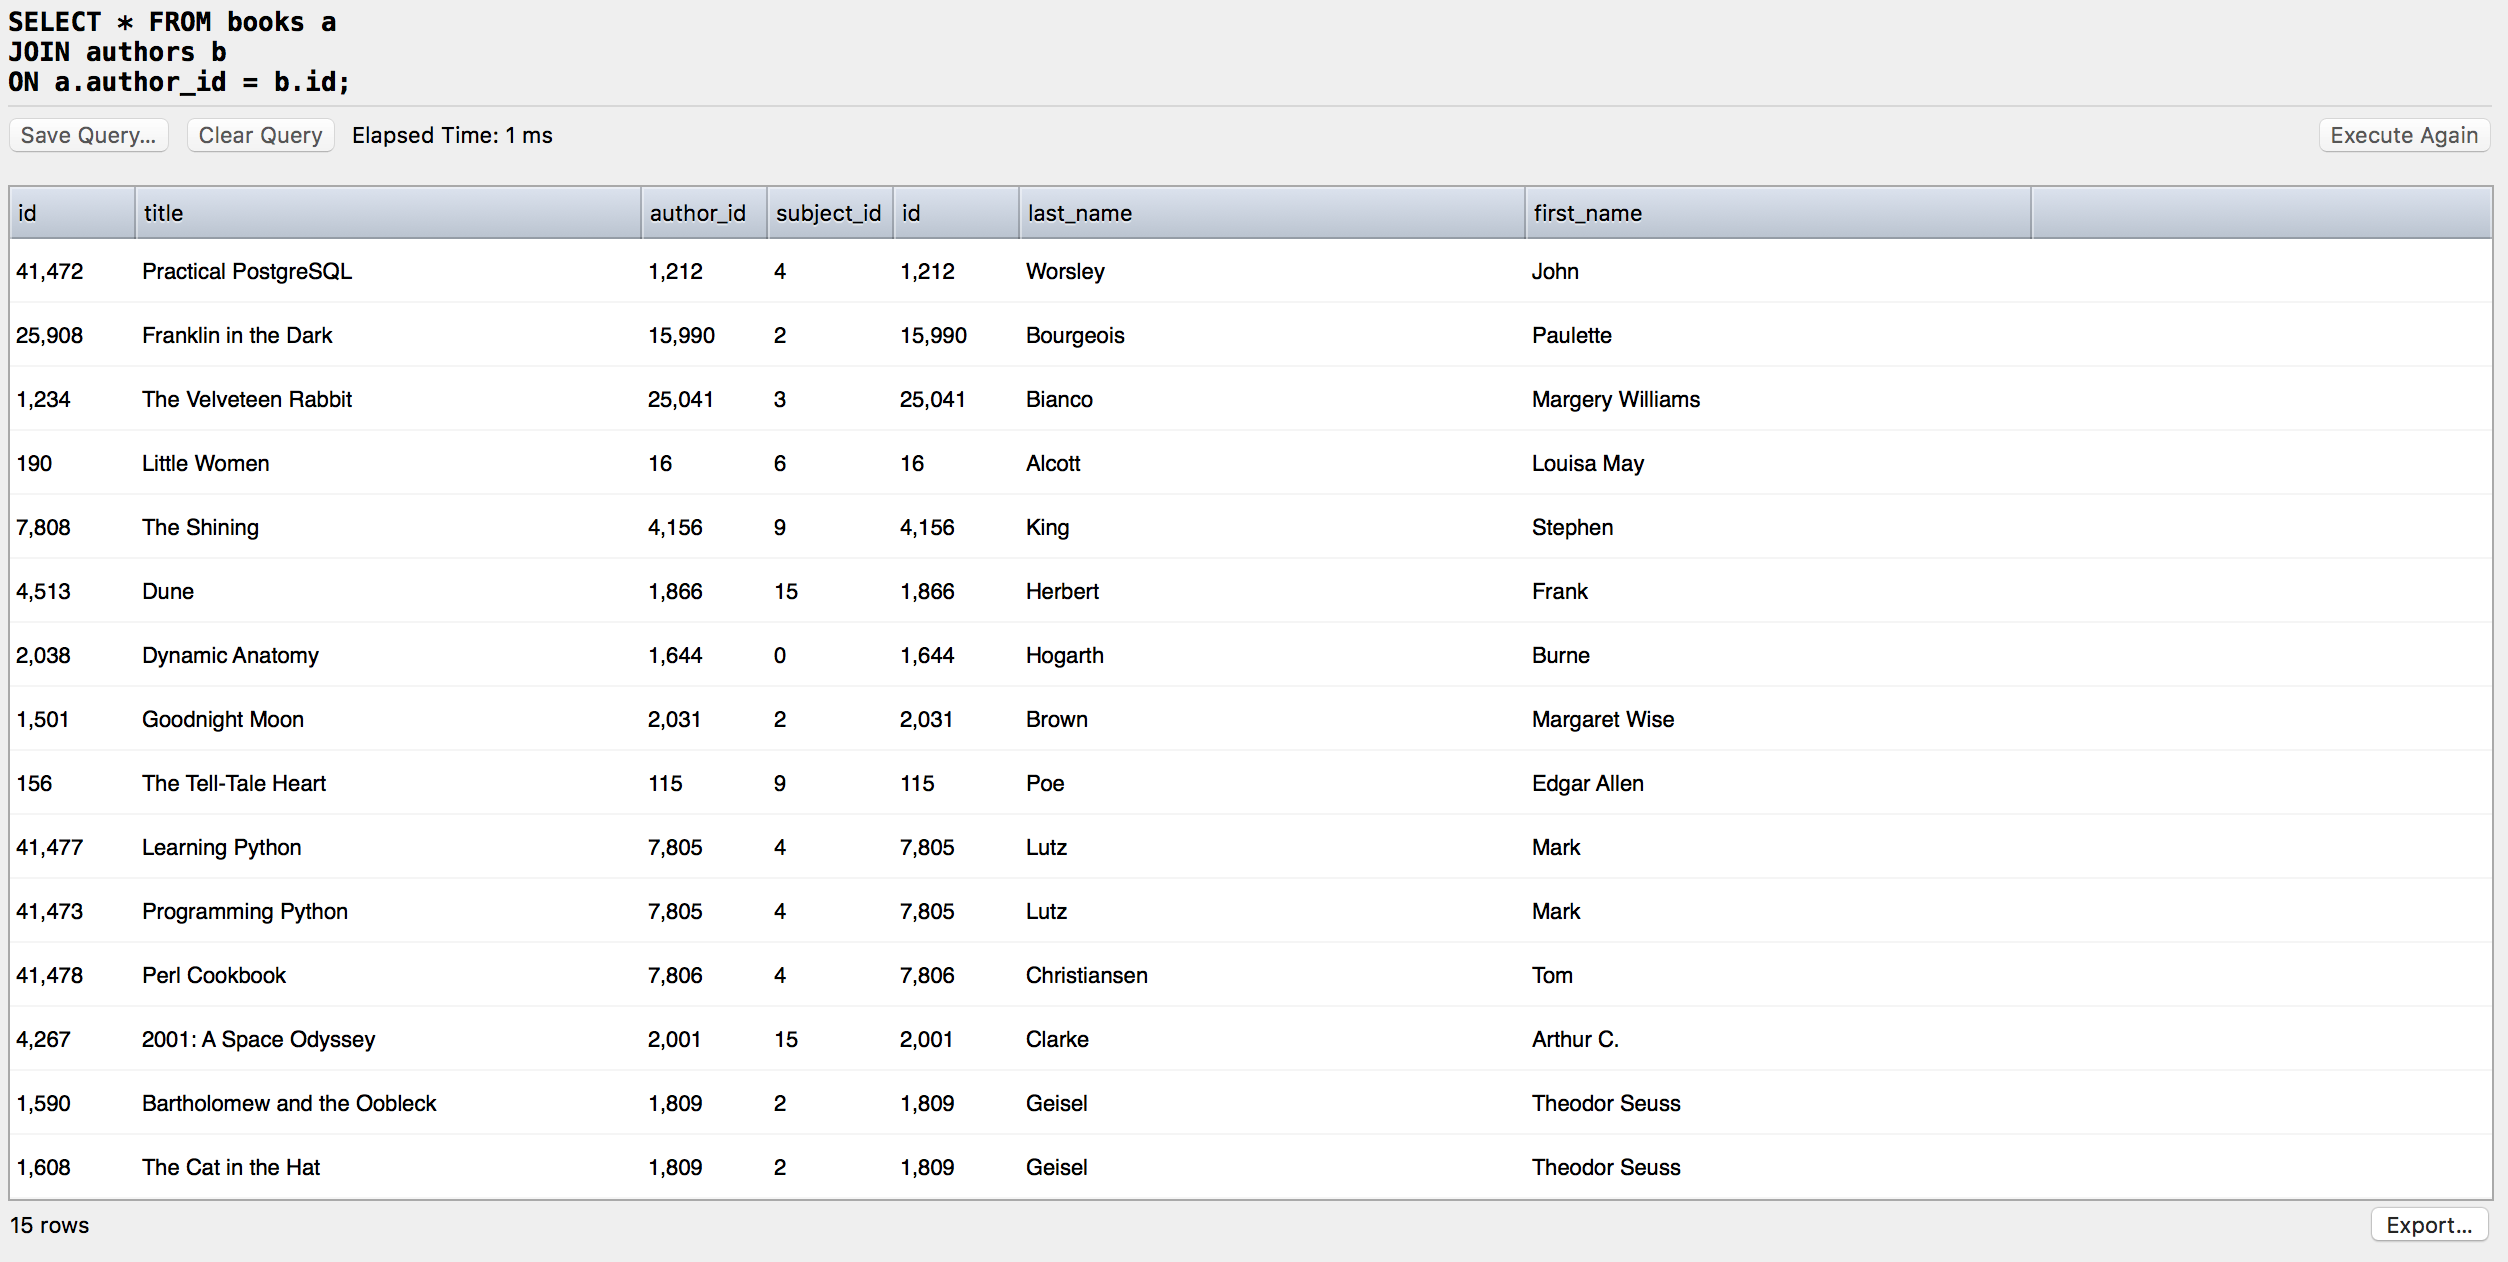 SELECT * FROM books a
JOIN authors b
ON a.author_id = b.id;
Save Query... Clear Query Elapsed Time: 1 ms Execute Again
id title author_id subject_id id last_name first_name
41,472 Practical PostgreSQL 1,212 4 1,212 Worsley John
25,908 Franklin in the Dark 15,990 2 15,990 Bourgeois Paulette
1,234 The Velveteen Rabbit 25,041 3 25,041 Bianco Margery Williams
190 Little Women 16 6 16 Alcott Louisa May
7,808 The Shining 4,156 9 4,156 King Stephen
4,513 Dune 1,866 15 1,866 Herbert Frank
2,038 Dynamic Anatomy 1,644 0 1,644 Hogarth Burne
1,501 Goodnight Moon 2,031 2 2,031 Brown Margaret Wise
156 The Tell-Tale Heart 115 9 115 Poe Edgar Allen
41,477 Learning Python 7,805 4 7,805 Lutz Mark
41,473 Programming Python 7,805 4 7,805 Lutz Mark
41,478 Perl Cookbook 7,806 4 7,806 Christiansen Tom
4,267 2001: A Space Odyssey 2,001 15 2,001 Clarke Arthur C.
1,590 Bartholomew and the Oobleck 1,809 2 1,809 Geisel Theodor Seuss
1,608 The Cat in the Hat 1,809 2 1,809 Geisel Theodor Seuss
15 rows Export...